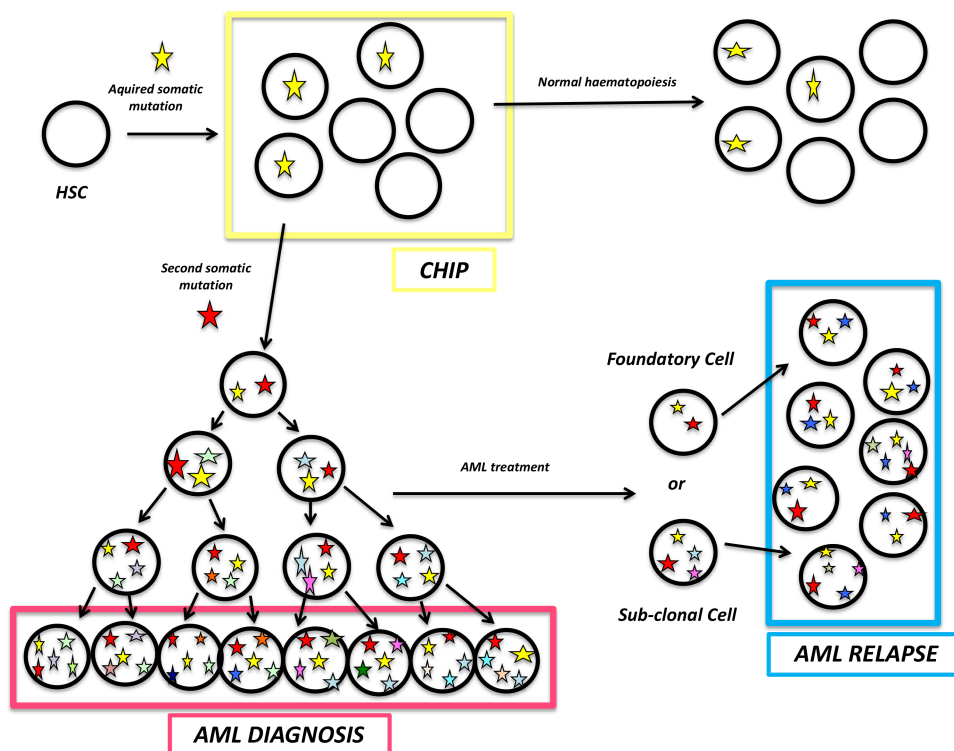 Aquired somatic
mutation
Normal haematopoiesis
HSC
CHIP
Second somatic
mutation
Foundatory Cell
AML treatment
or
Sub-clonal Cell
AML RELAPSE
AML DIAGNOSIS